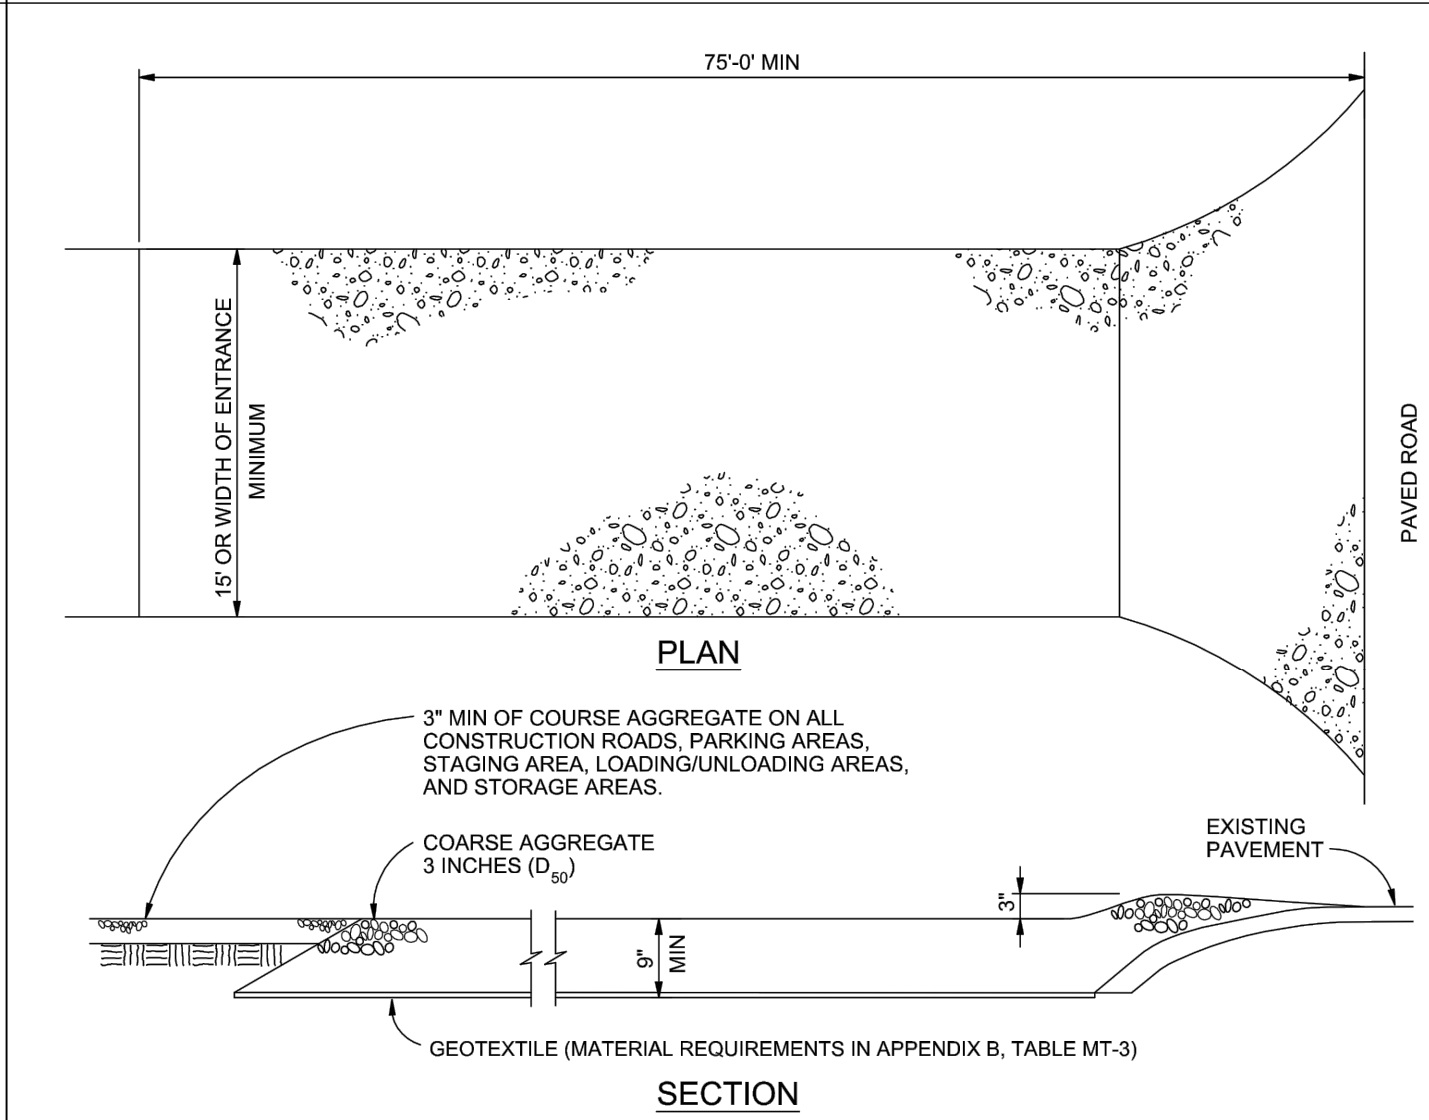 75'-0' MIN
15' OR WIDTH OF ENTRANCE
MINIMUM
PAVED ROAD
PLAN
3" MIN OF COURSE AGGREGATE ON ALL
CONSTRUCTION ROADS, PARKING AREAS,
STAGING AREA, LOADING/UNLOADING AREAS,
AND STORAGE AREAS.
COARSE AGGREGATE
3 INCHES (D50)
EXISTING
PAVEMENT
3"
9"
MIN
GEOTEXTILE (MATERIAL REQUIREMENTS IN APPENDIX B, TABLE MT-3)
SECTION